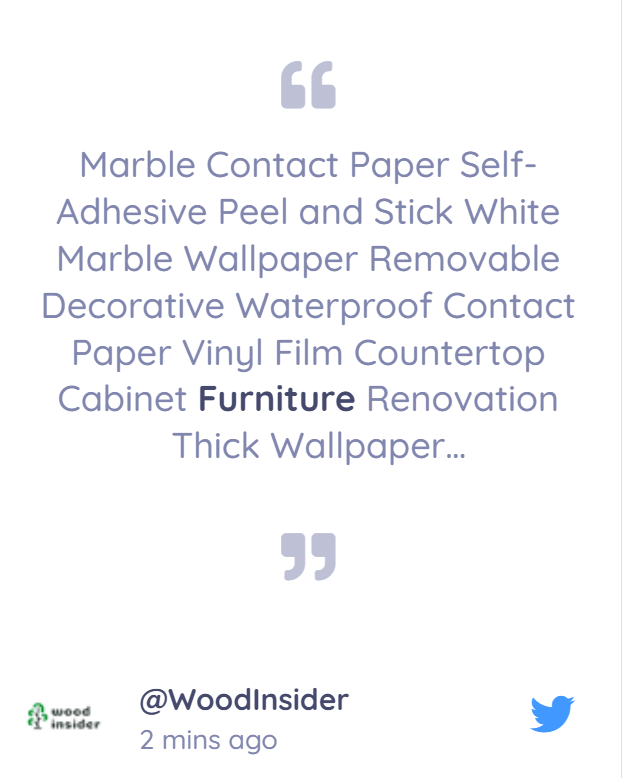 “
Marble Contact Paper Self-
Adhesive Peel and Stick White
Marble Wallpaper Removable
Decorative Waterproof Contact
Paper Vinyl Film Countertop
Cabinet Furniture Renovation
Thick Wallpaper...
”
@WoodInsider
wood
insider
2 mins ago